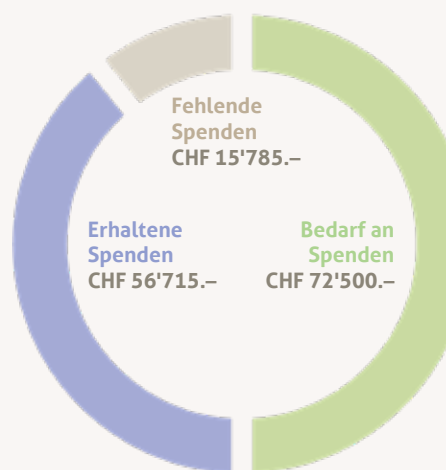 Fehlende
Spenden
CHF 15'785.–
Erhaltene
Spenden
CHF 56'715.–
Bedarf an
Spenden
CHF 72'500.–